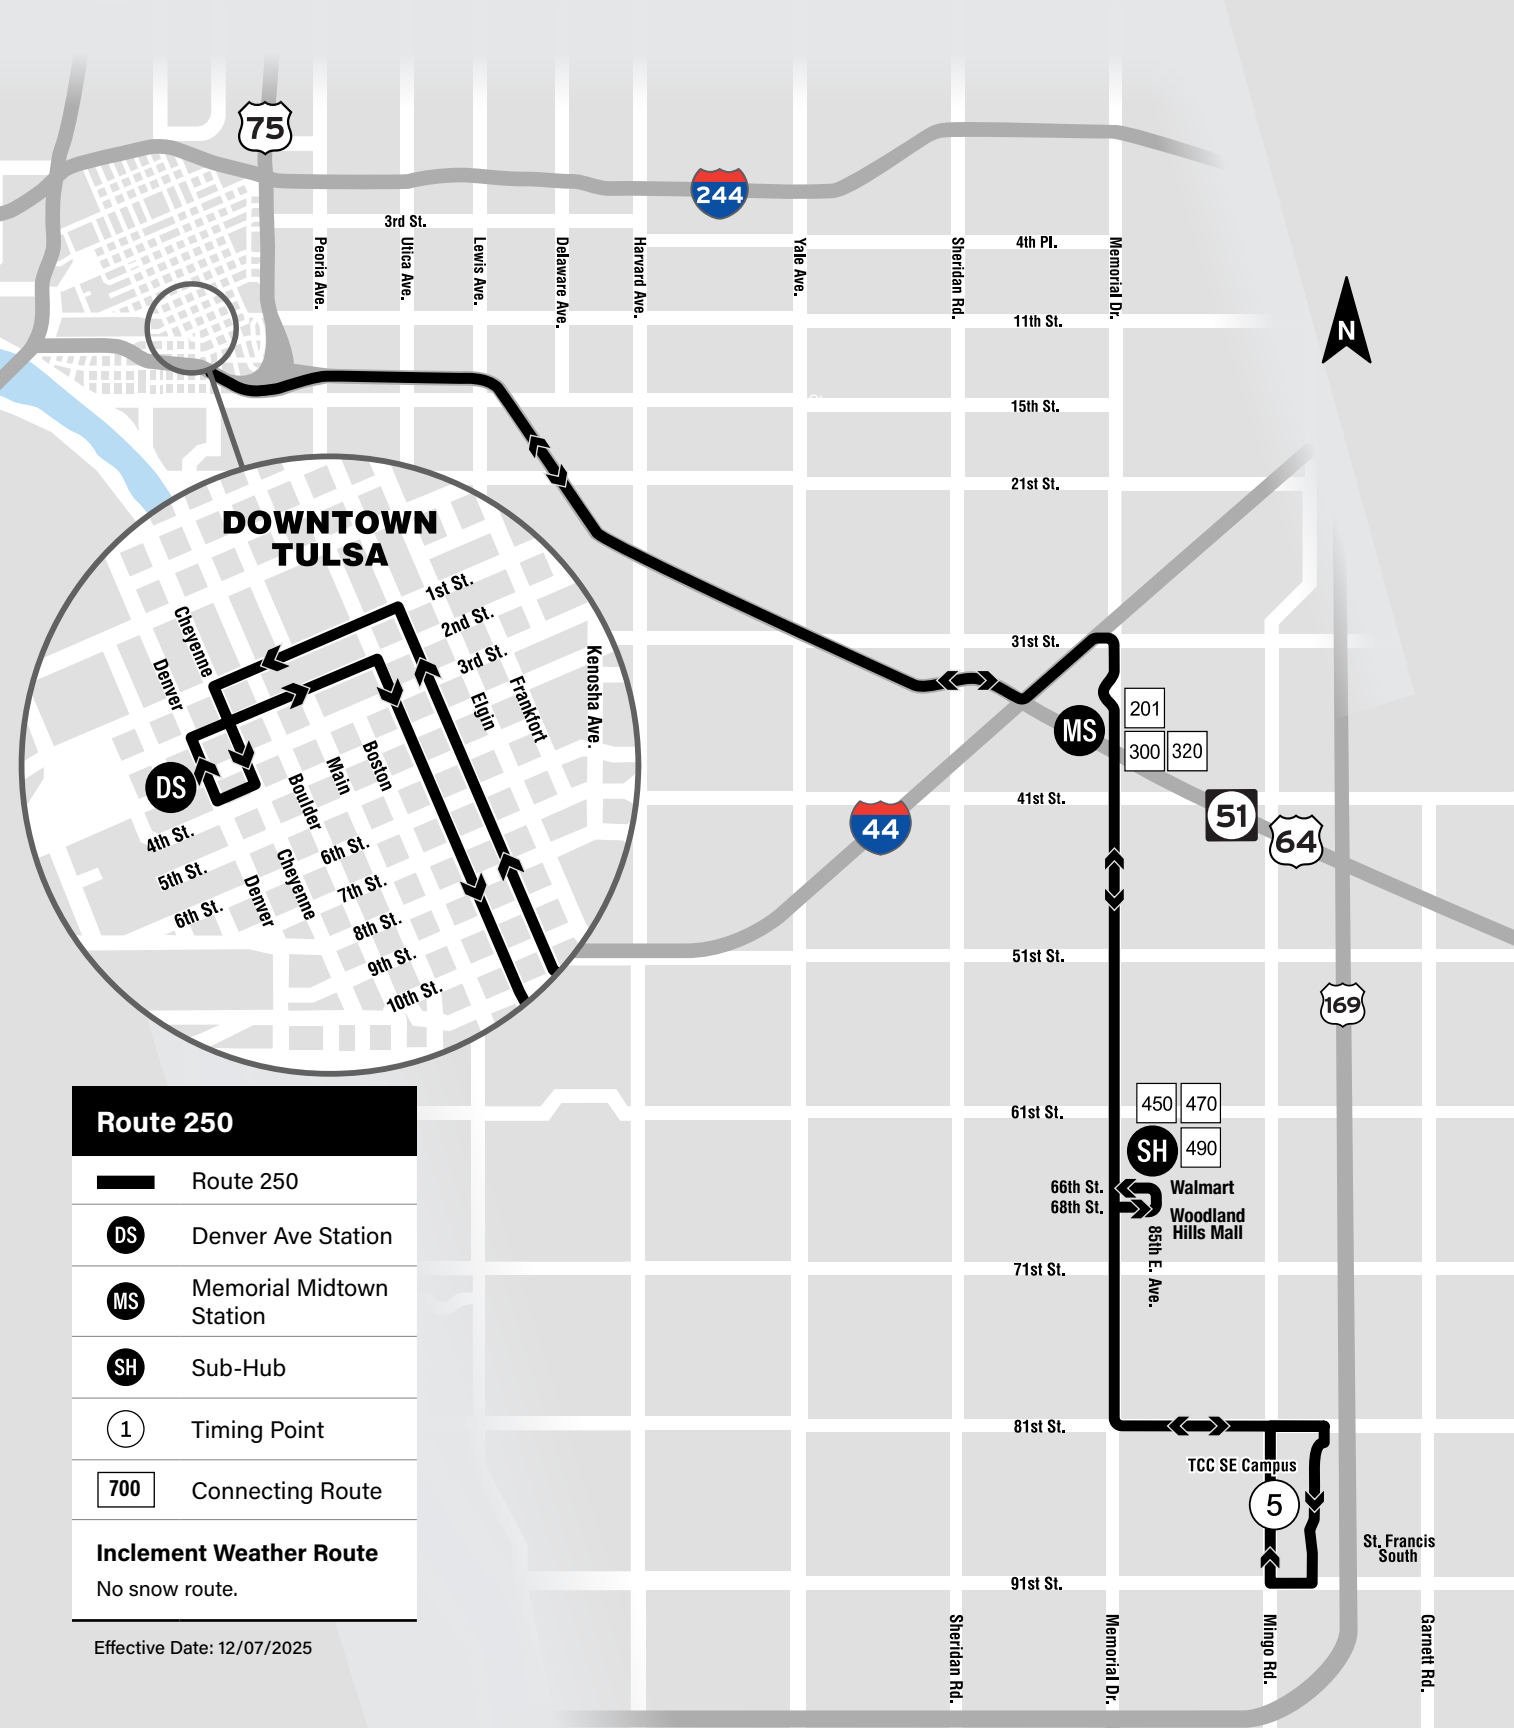 75
244
3rd St.
Peoria Ave.
Utica Ave.
Lewis Ave.
Delaware Ave.
Harvard Ave.
Yale Ave.
Sheridan Rd.
4th Pl.
Memorial Dr.
11th St.
N
15th St.
St.
21st St.
DOWNTOWN
TULSA
1st St.
2nd St.
3rd St.
Cheyenne
Denver
Elgin
Frankfort
Kenosha Ave.
31st St.
MS
201
300
320
DS
Boston
Main
Boulder
4th St.
5th St.
6th St.
Denver
Cheyenne
6th St.
7th St.
8th St.
9th St.
10th St.
41st St.
44
51
64
51st St.
169
61st St.
450
470
SH
490
66th St.
Walmart
68th St.
Woodland
Hills Mall
85th E. Ave.
71st St.
81st St.
TCC SE Campus
5
St. Francis
South
91st St.
Sheridan Rd.
Memorial Dr.
Mingo Rd.
Garnett Rd.
Route 250
Route 250
DS Denver Ave Station
MS Memorial Midtown
Station
SH Sub-Hub
1 Timing Point
700 Connecting Route
Inclement Weather Route
No snow route.
Effective Date: 12/07/2025